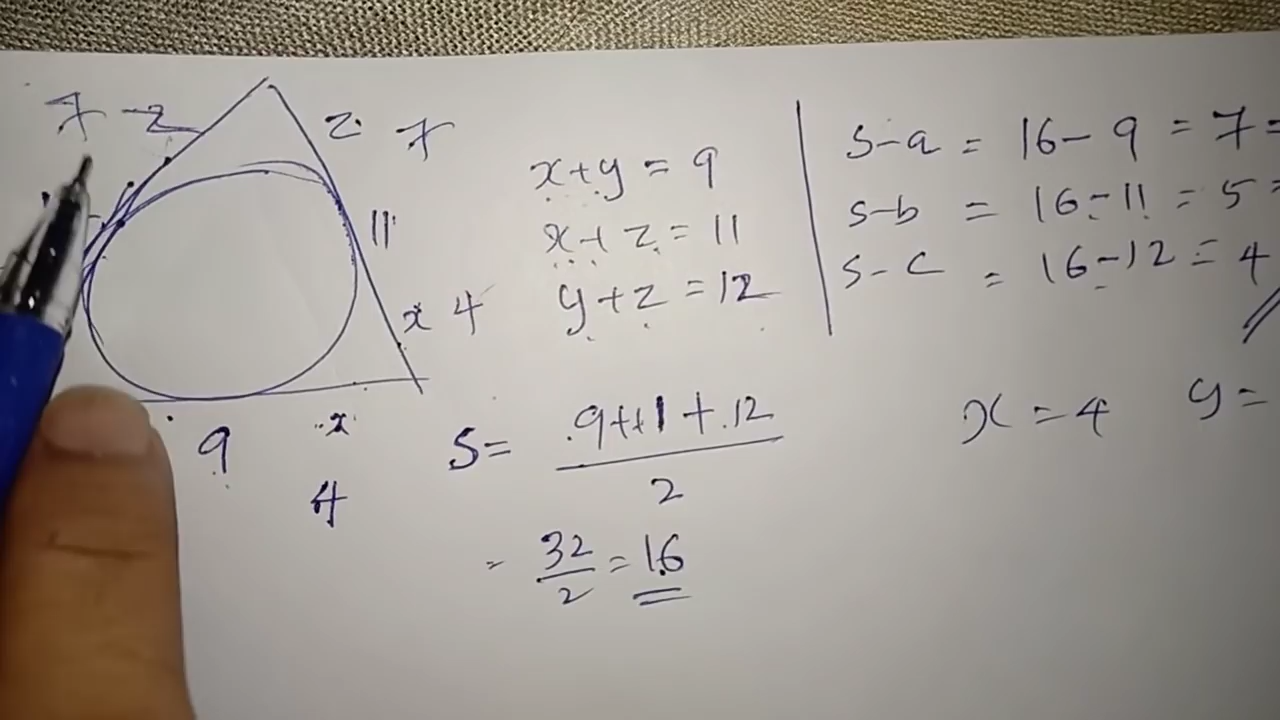 7 z
z 7
11
x 4
9 x
4
x+y = 9
x+z = 11
y+z = 12
S = 9+11+12
2
= 32
2
= 16
s-a = 16-9 = 7 =
s-b = 16-11 = 5 =
s-c = 16-12 = 4
x = 4 y =